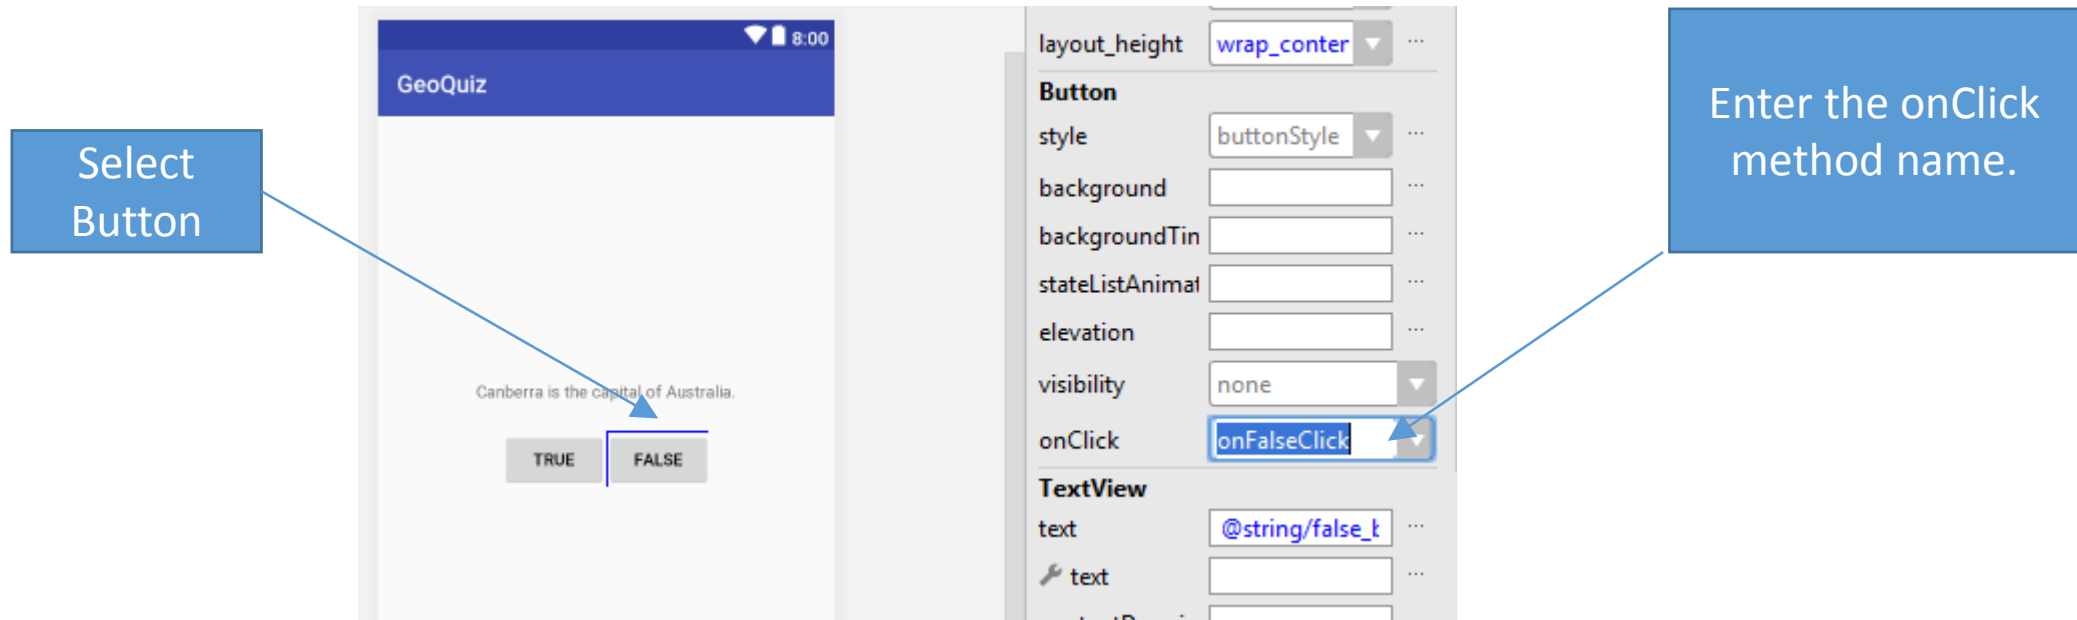 Select
Button
8:00
GeoQuiz
Canberra is the capital of Australia.
TRUE FALSE
layout_height wrap_conter ...
Button
style buttonStyle ...
background ...
backgroundTin ...
stateListAnimat ...
elevation ...
visibility none
onClick onFalseClick
TextView
text @string/false_b ...
text ...
Enter the onClick
method name.